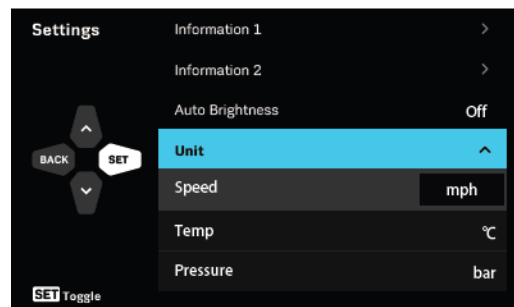 Settings
Information 1
Information 2
Auto Brightness Off
BACK SET
Unit
Speed mph
Temp ℃
Pressure bar
SET Toggle